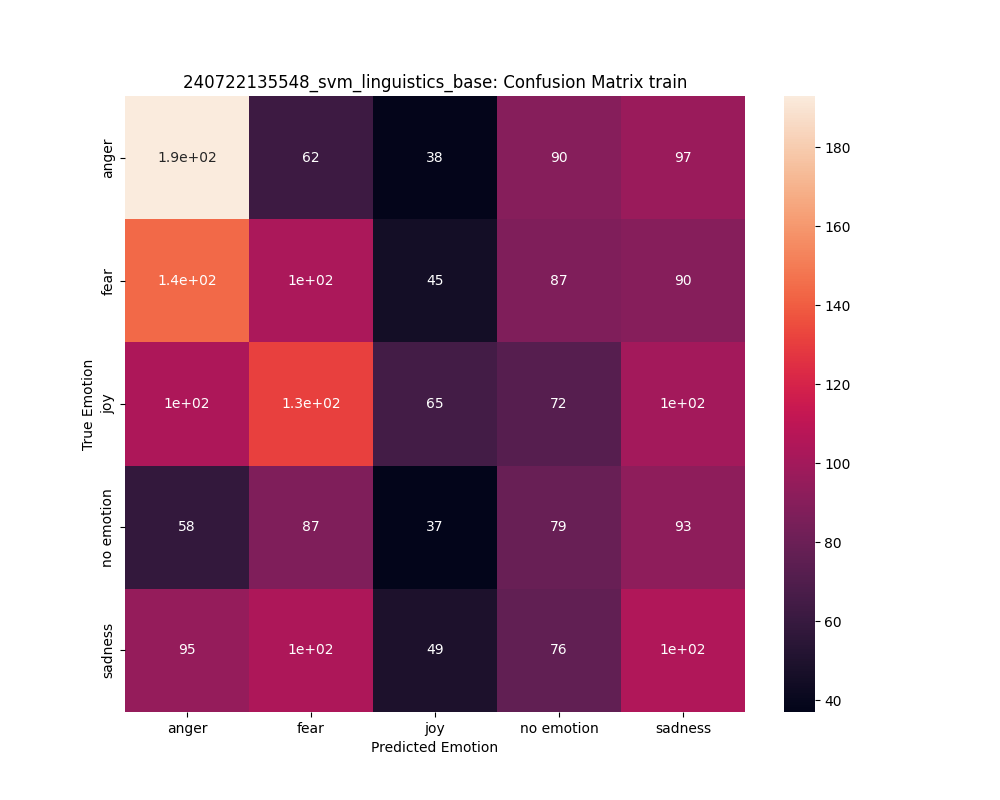 240722135548_svm_linguistics_base: Confusion Matrix train
anger 1.9e+02 62 38 90 97
fear 1.4e+02 1e+02 45 87 90
joy 1e+02 1.3e+02 65 72 1e+02
no emotion 58 87 37 79 93
sadness 95 1e+02 49 76 1e+02
anger fear joy no emotion sadness
Predicted Emotion
True Emotion
180
160
140
120
100
80
60
40